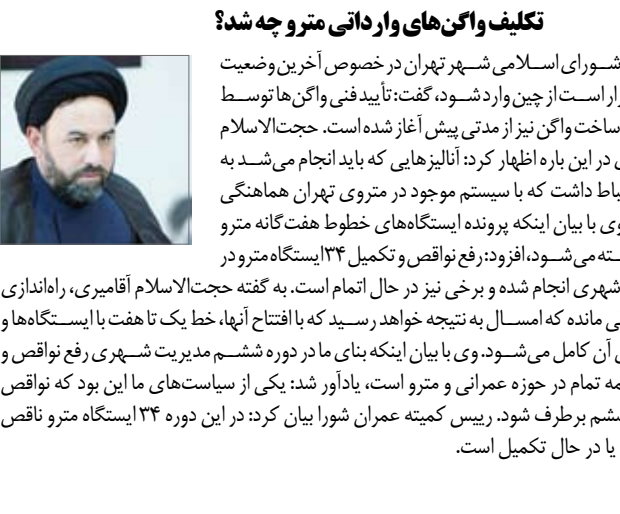 تکلیف واگن‌های وارداتی مترو چه شد؟
شورای اسلامی شهر تهران در خصوص آخرین وضعیت
است از چین وارد شود، گفت: تأیید فنی واگن‌ها توسط
ساخت واگن نیز از مدتی پیش آغاز شده است. حجت‌الاسلام
در این باره اظهار کرد: آنالیزهایی که باید انجام می‌شد به
داشت که با سیستم موجود در متروی تهران هماهنگی
وی با بیان اینکه پرونده ایستگاه‌های خطوط هفت‌گانه مترو
می‌شود، افزود: رفع نواقص و تکمیل ۳۴ ایستگاه مترو در
شهری انجام شده و برخی نیز در حال اتمام است. به گفته حجت‌الاسلام آقامیری، راه‌اندازی
مانده که امسال به نتیجه خواهد رسید که با افتتاح آنها، خط یک تا هفت با ایستگاه‌ها و
آن کامل می‌شود. وی با بیان اینکه بنای ما در دوره ششم مدیریت شهری رفع نواقص و
تمام در حوزه عمرانی و مترو است، یادآور شد: یکی از سیاست‌های ما این بود که نواقص
برطرف شود. رییس کمیته عمران شورا بیان کرد: در این دوره ۳۴ ایستگاه مترو ناقص
یا در حال تکمیل است.